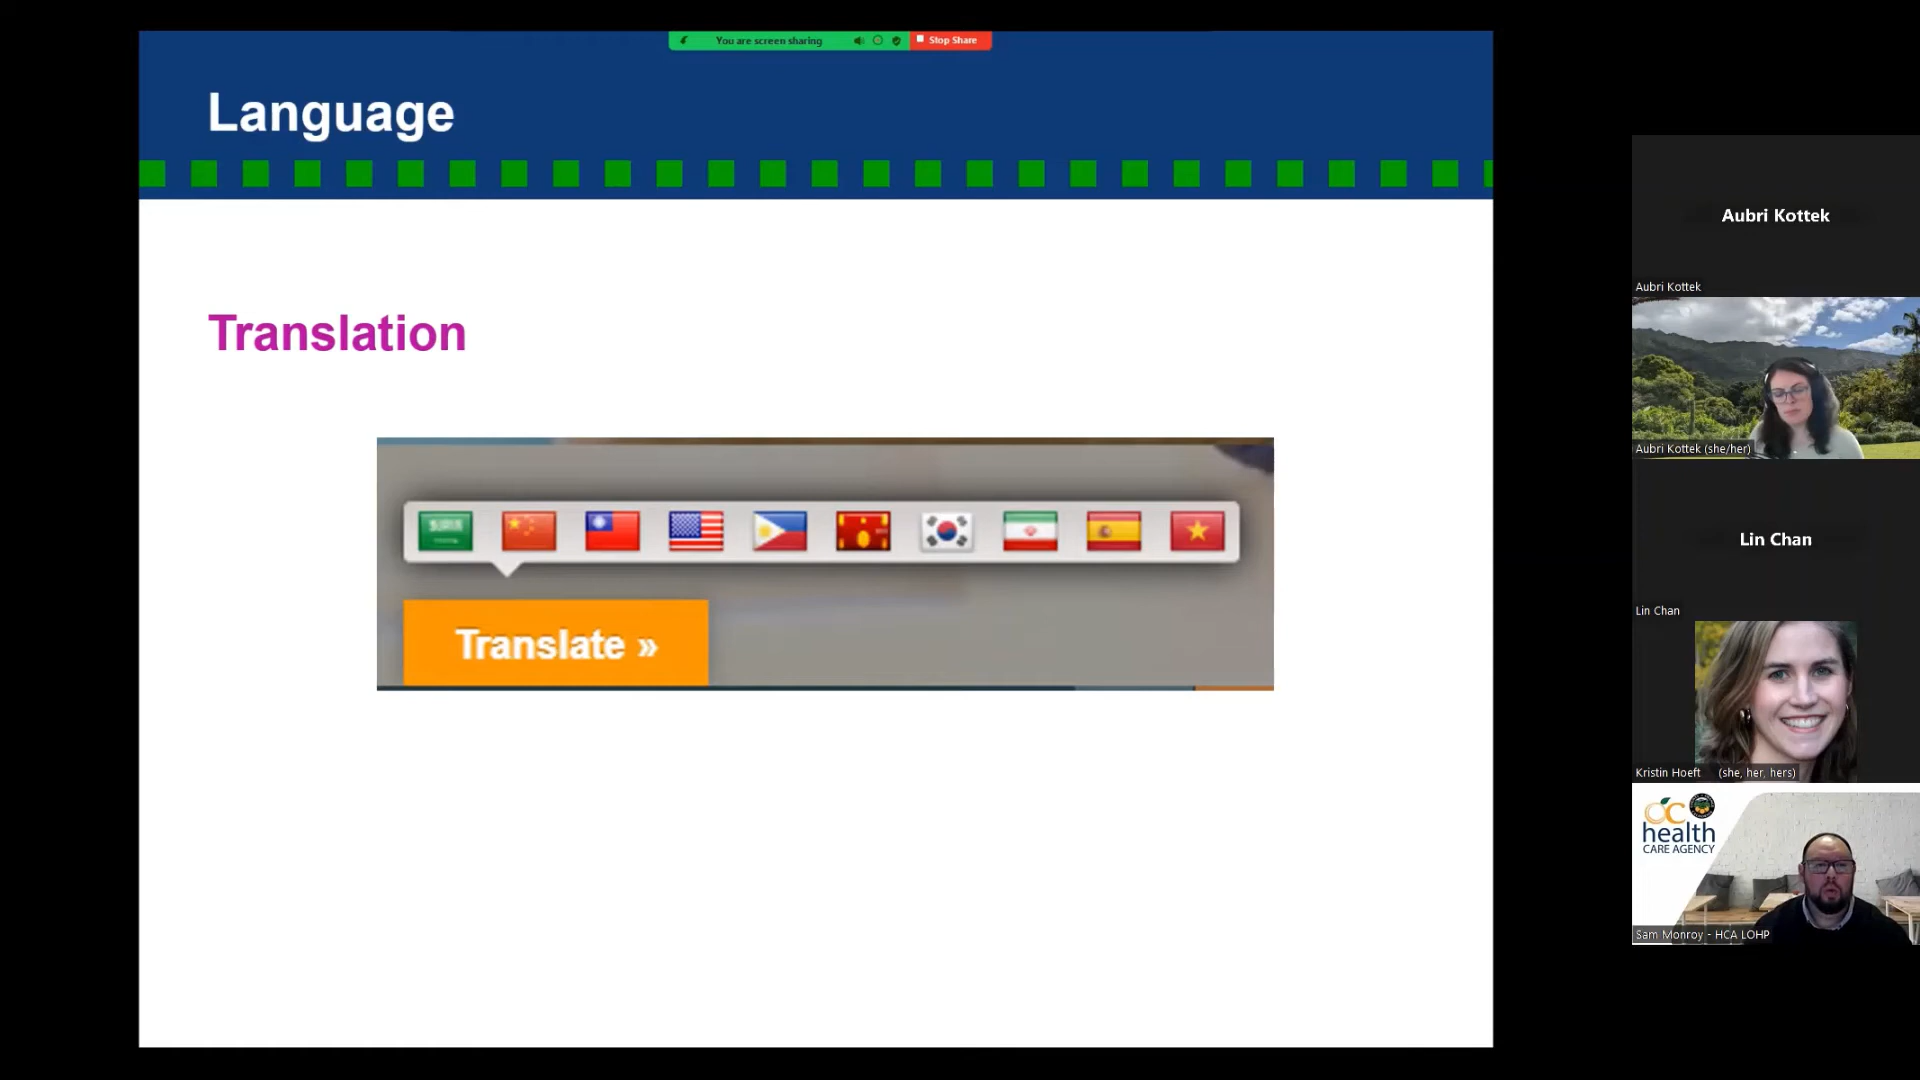 You are screen sharing
Stop Share
Language
Translation
Translate »
Aubri Kottek
Aubri Kottek
Aubri Kottek (she/her)
Lin Chan
Lin Chan
Kristin Hoeft (she, her, hers)
OC
health
CARE AGENCY
Sam Monroy - HCA LOHP